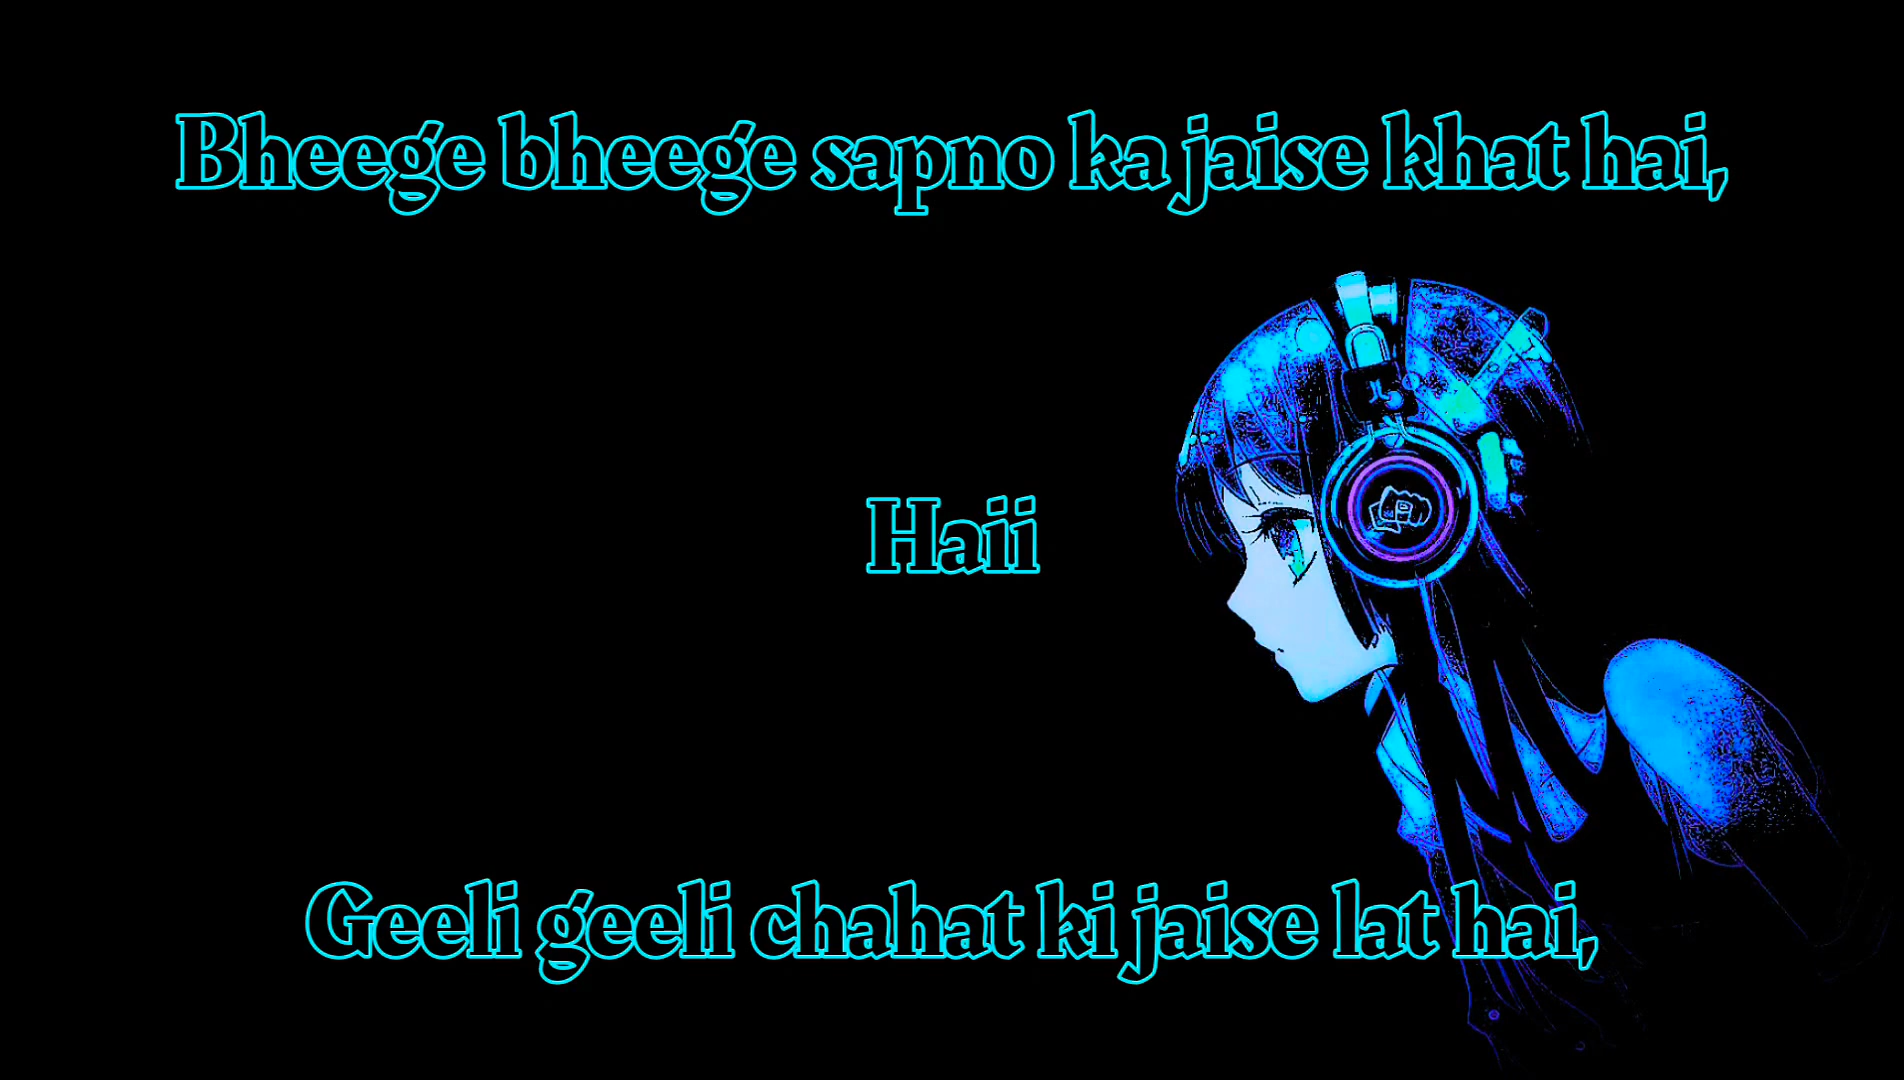 Bheege bheege sapno ka jaise khat hai,
Haii
Geeli geeli chahat ki jaise lat hai,